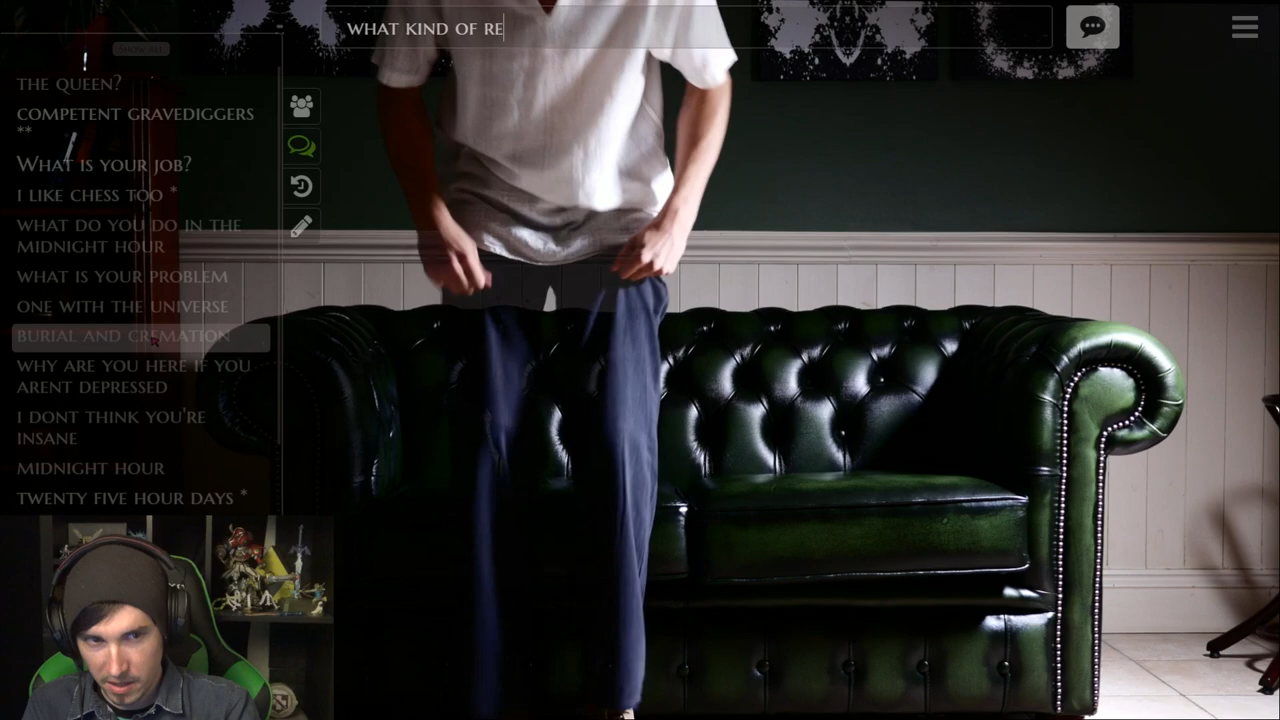 WHAT KIND OF RE
SHOW ALL
THE QUEEN?
COMPETENT GRAVEDIGGERS
**
WHAT IS YOUR JOB?
I LIKE CHESS TOO *
WHAT DO YOU DO IN THE
MIDNIGHT HOUR
WHAT IS YOUR PROBLEM
ONE WITH THE UNIVERSE
BURIAL AND CREMATION
WHY ARE YOU HERE IF YOU
ARENT DEPRESSED
I DONT THINK YOU'RE
INSANE
MIDNIGHT HOUR
TWENTY FIVE HOUR DAYS *